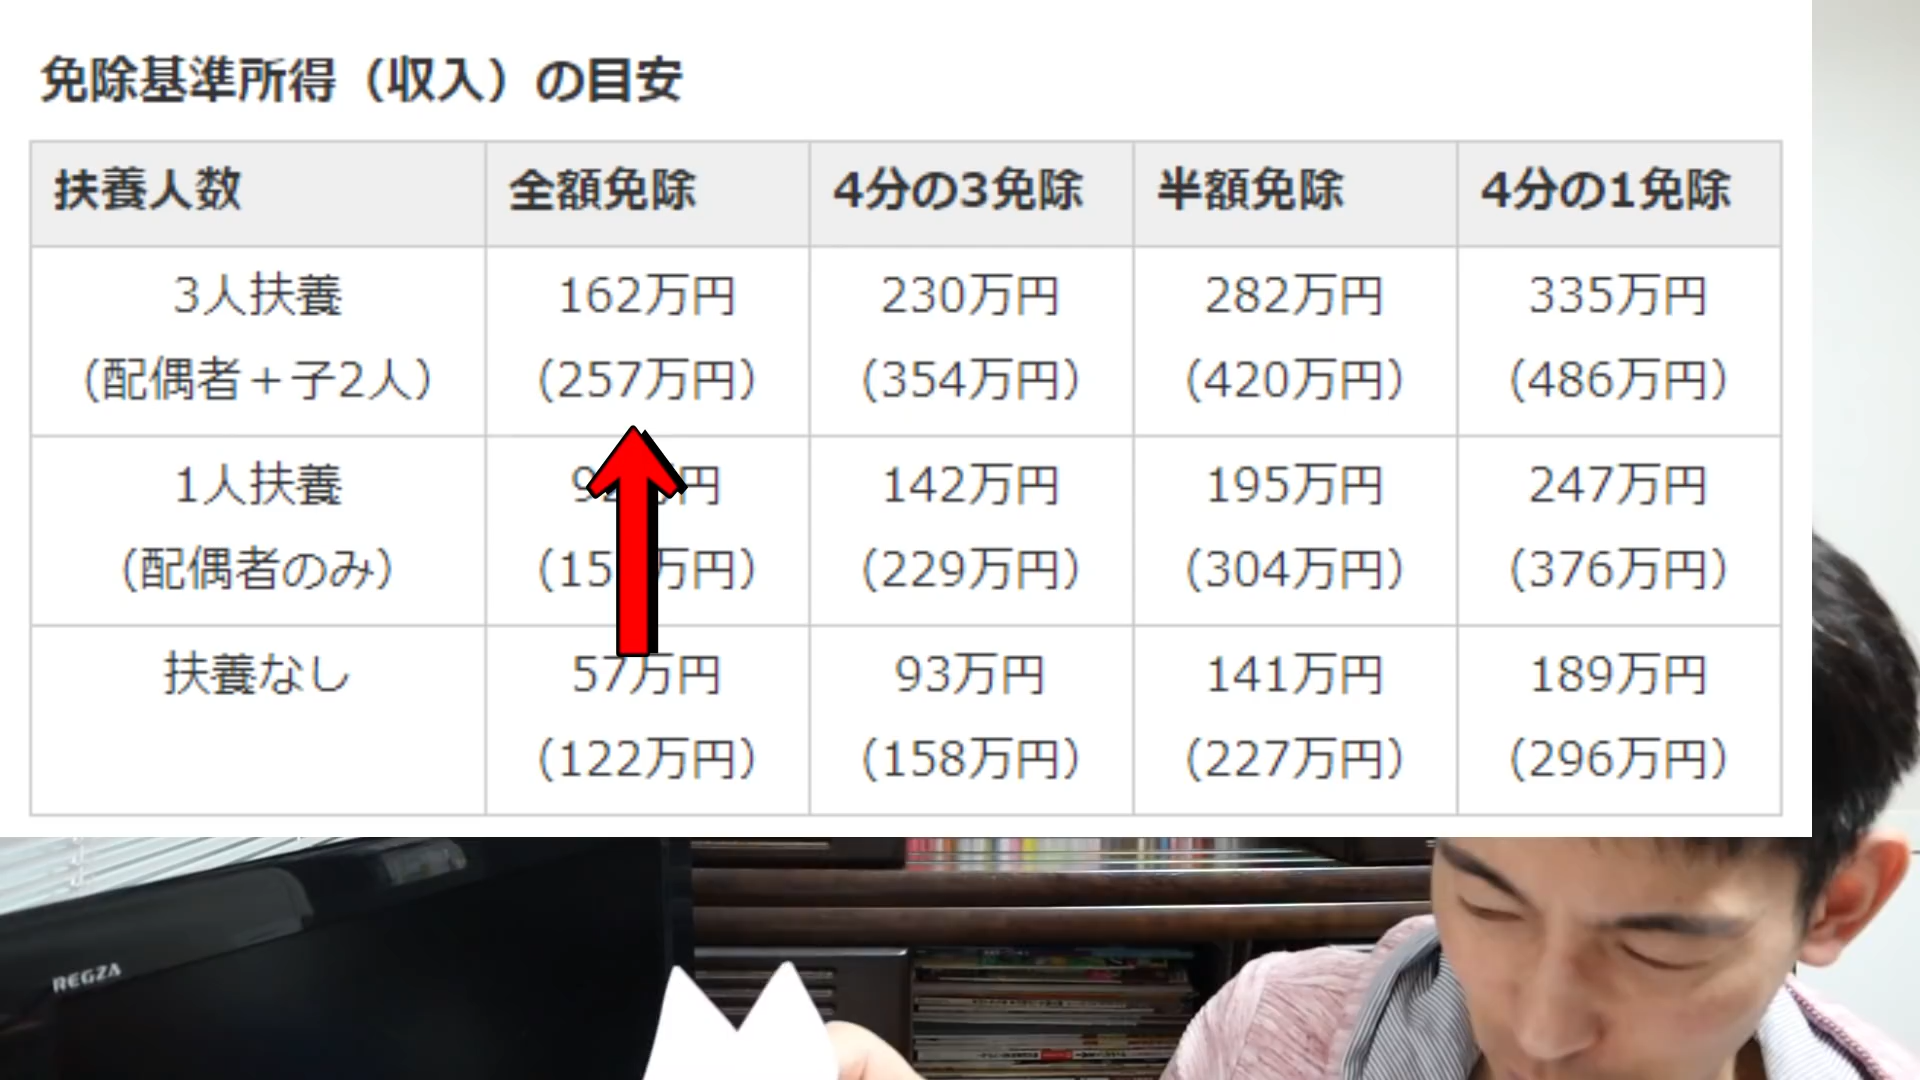 免除基準所得（収入）の目安
扶養人数 全額免除 4分の3免除 半額免除 4分の1免除
3人扶養 162万円 230万円 282万円 335万円
（配偶者＋子2人） （257万円） （354万円） （420万円） （486万円）
1人扶養 円 142万円 195万円 247万円
（配偶者のみ） （229万円） （304万円） （376万円）
扶養なし 57万円 93万円 141万円 189万円
（122万円） （158万円） （227万円） （296万円）
REGZA